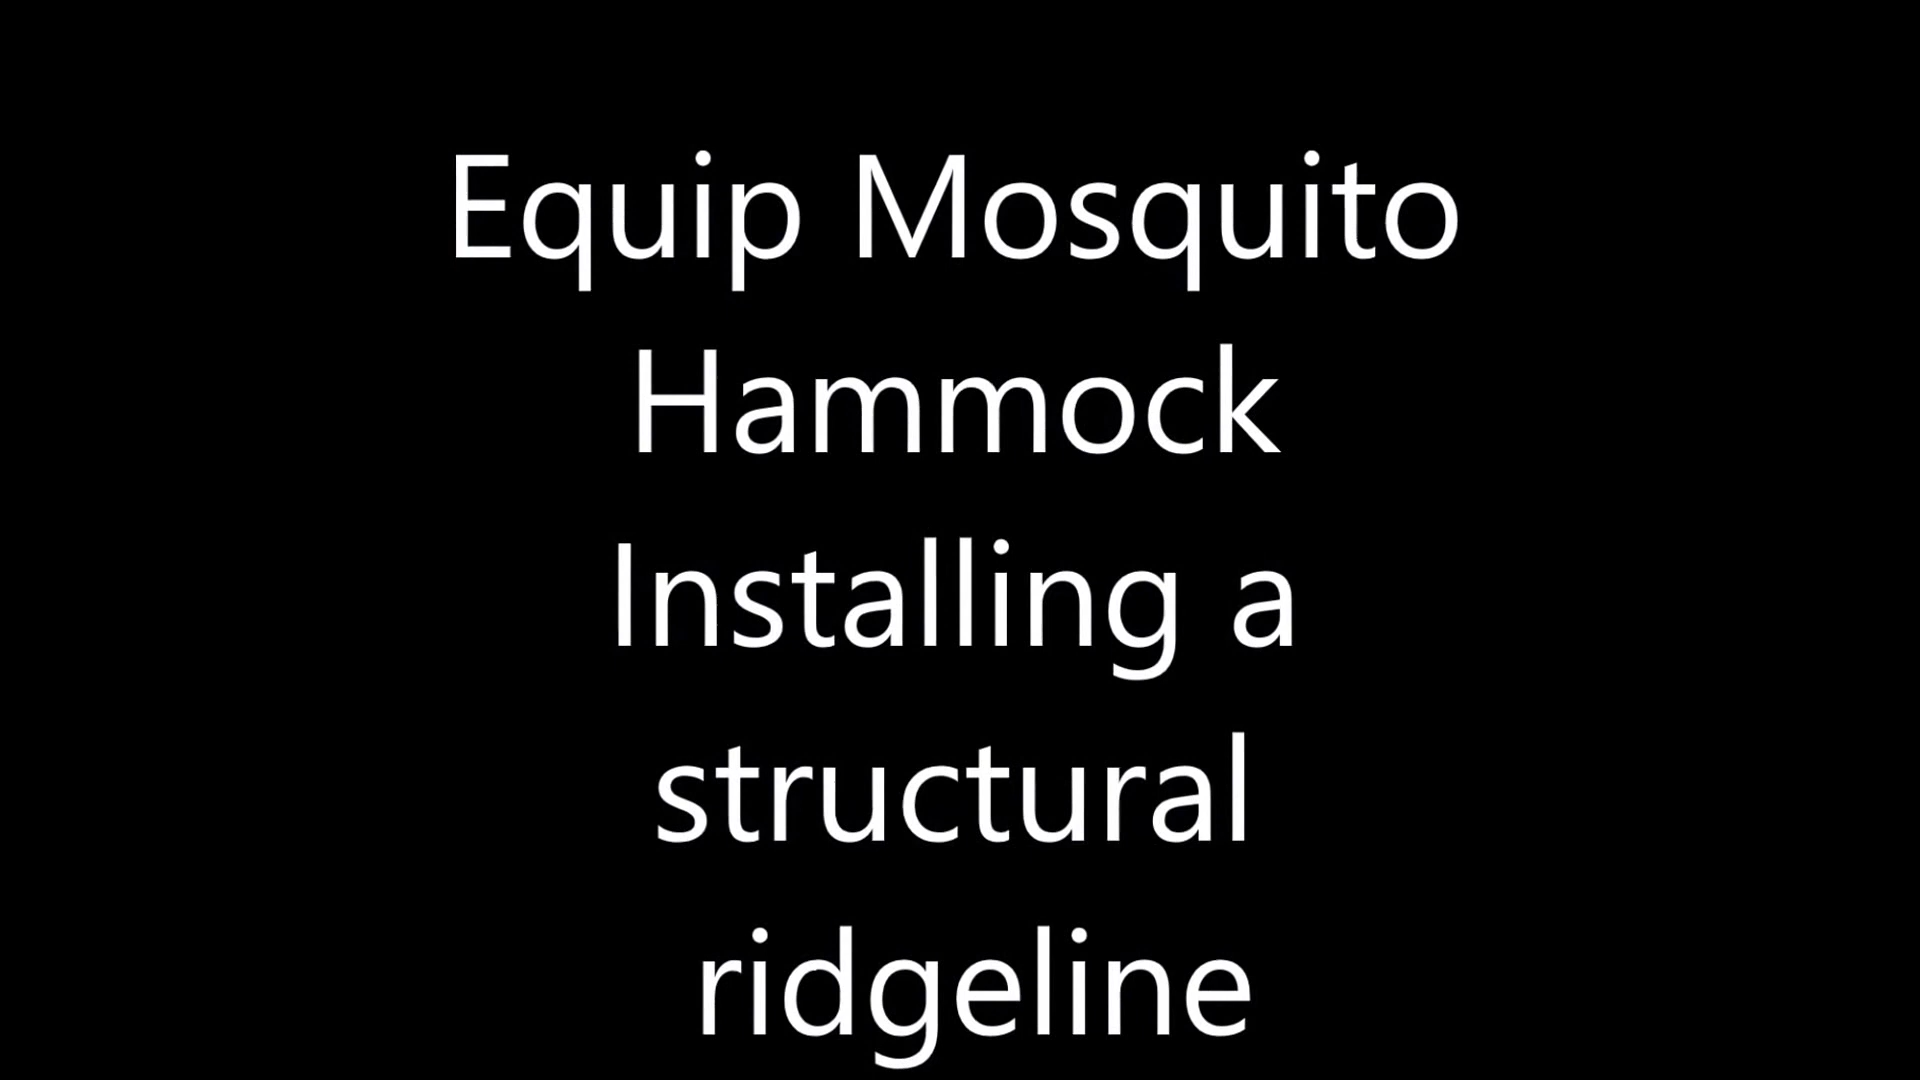 Equip Mosquito
Hammock
Installing a
structural
ridgeline